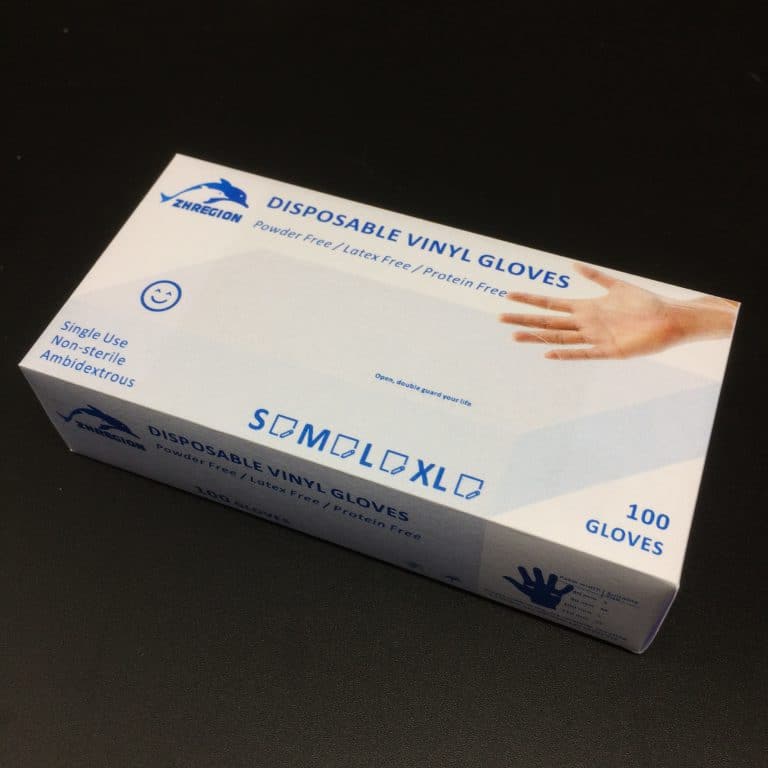 ZHREGION
DISPOSABLE VINYL GLOVES
Powder Free / Latex Free / Protein Free
Single Use
Non-sterile
Ambidextrous
Open, double guard your life
S M L XL
100
GLOVES
ZHREGION
DISPOSABLE VINYL GLOVES
Powder Free / Latex Free / Protein Free
100 GLOVES